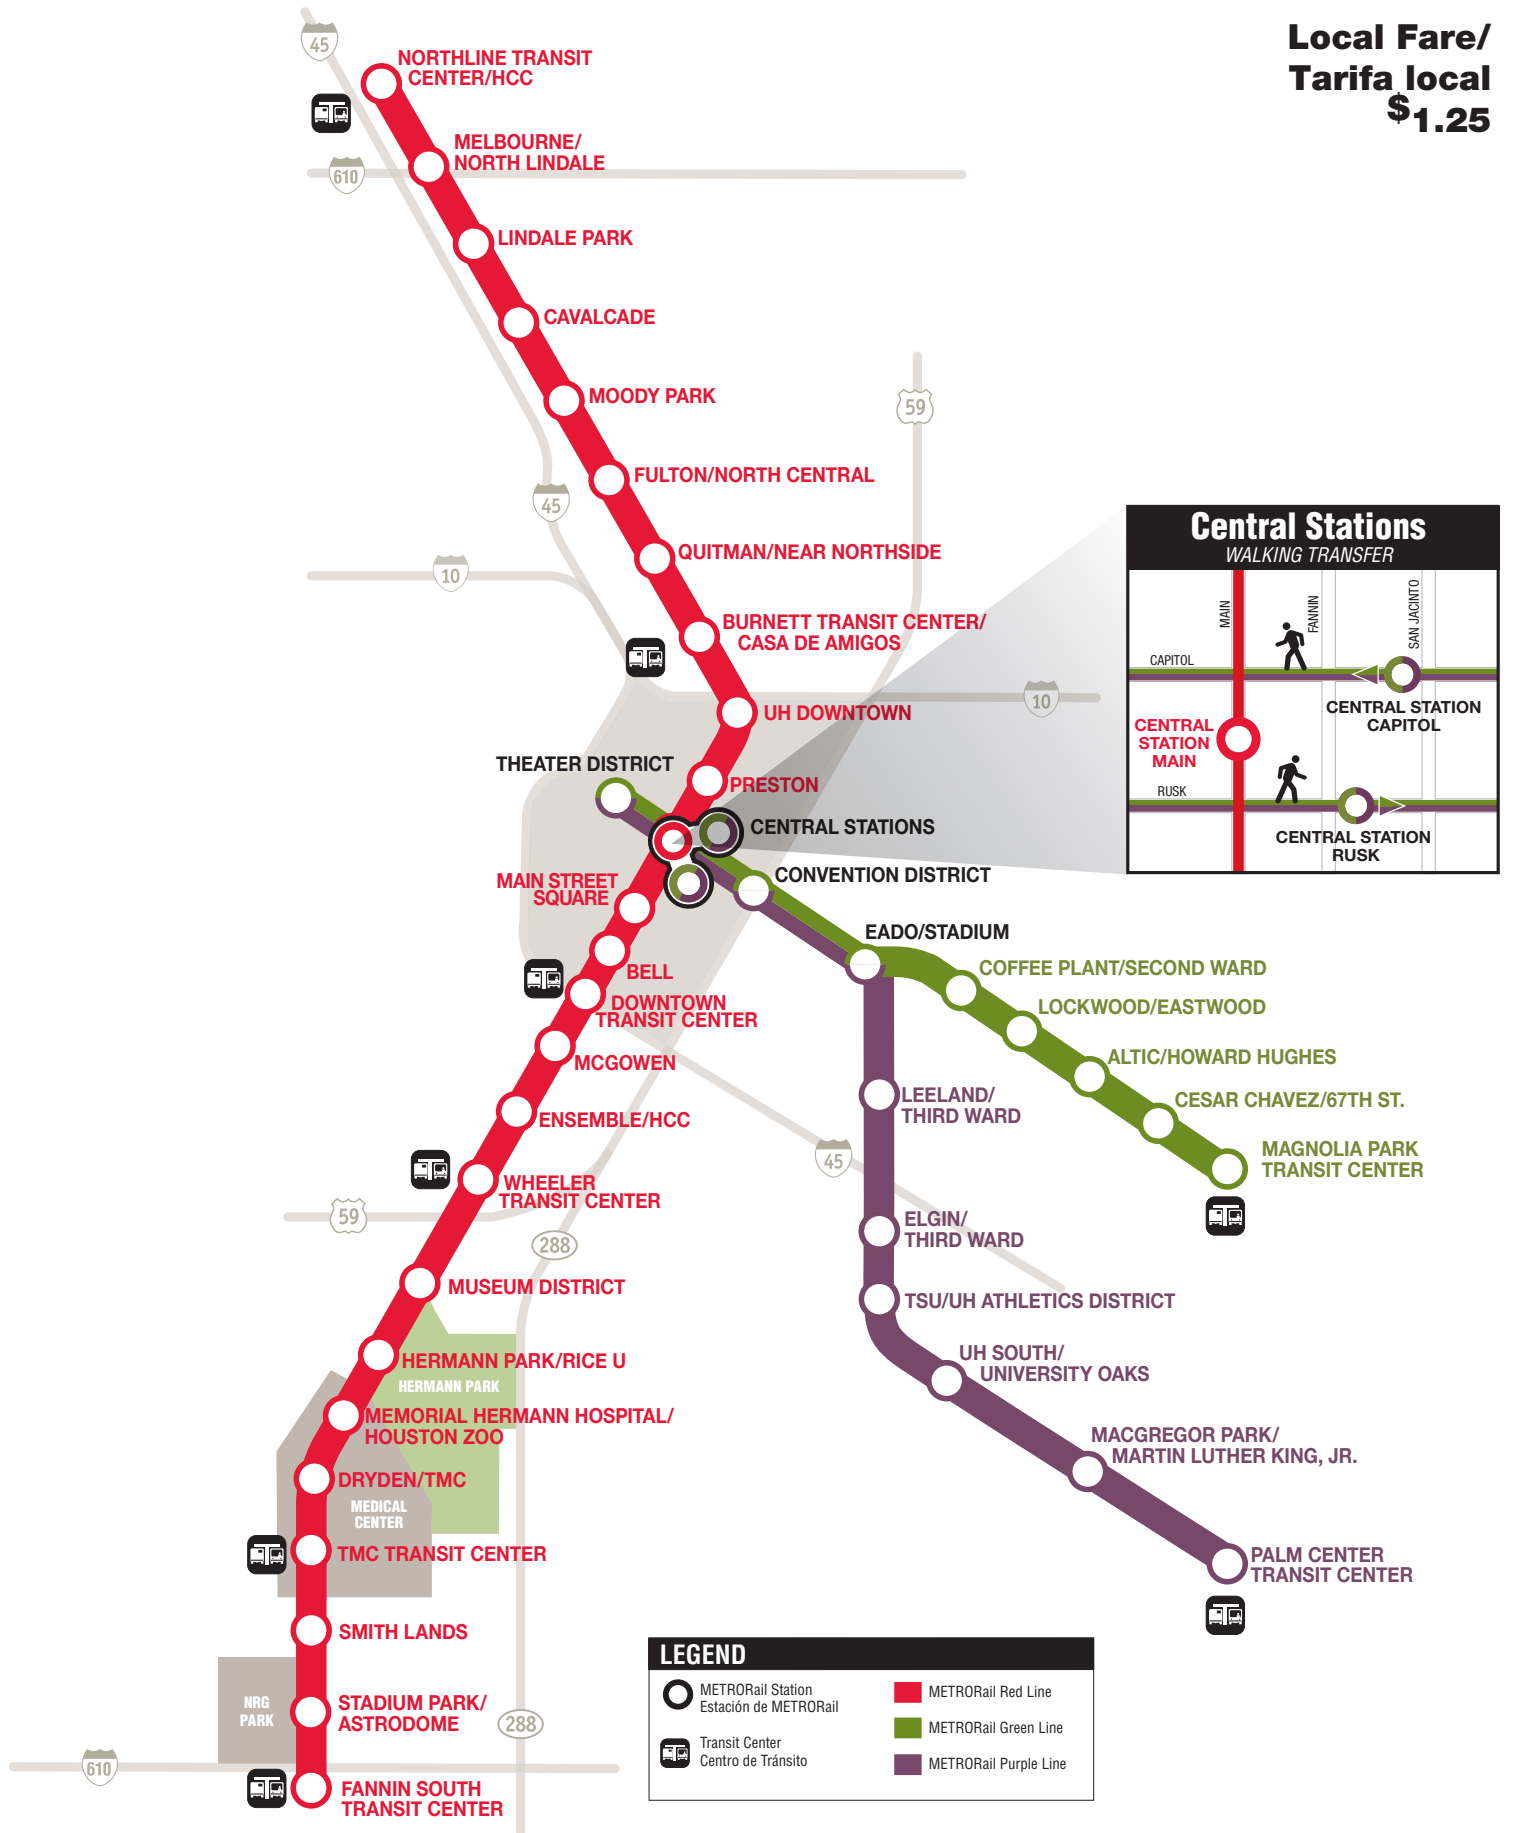 Local Fare/
Tarifa local
$1.25
45
NORTHLINE TRANSIT
CENTER/HCC
MELBOURNE/
NORTH LINDALE
610
LINDALE PARK
CAVALCADE
MOODY PARK
59
FULTON/NORTH CENTRAL
45
QUITMAN/NEAR NORTHSIDE
10
BURNETT TRANSIT CENTER/
CASA DE AMIGOS
10
UH DOWNTOWN
THEATER DISTRICT
PRESTON
CENTRAL STATIONS
CONVENTION DISTRICT
MAIN STREET
SQUARE
EADO/STADIUM
BELL
DOWNTOWN
TRANSIT CENTER
MCGOWEN
ENSEMBLE/HCC
WHEELER
TRANSIT CENTER
59
288
MUSEUM DISTRICT
HERMANN PARK/RICE U
HERMANN PARK
MEMORIAL HERMANN HOSPITAL/
HOUSTON ZOO
DRYDEN/TMC
MEDICAL
CENTER
TMC TRANSIT CENTER
SMITH LANDS
NRG
PARK
STADIUM PARK/
ASTRODOME
288
610
FANNIN SOUTH
TRANSIT CENTER
COFFEE PLANT/SECOND WARD
LOCKWOOD/EASTWOOD
ALTIC/HOWARD HUGHES
CESAR CHAVEZ/67TH ST.
MAGNOLIA PARK
TRANSIT CENTER
LEELAND/
THIRD WARD
45
ELGIN/
THIRD WARD
TSU/UH ATHLETICS DISTRICT
UH SOUTH/
UNIVERSITY OAKS
MACGREGOR PARK/
MARTIN LUTHER KING, JR.
PALM CENTER
TRANSIT CENTER
Central Stations
WALKING TRANSFER
MAIN
FANNIN
SAN JACINTO
CAPITOL
CENTRAL STATION
CAPITOL
CENTRAL
STATION
MAIN
RUSK
CENTRAL STATION
RUSK
LEGEND
METRORail Station
Estación de METRORail
Transit Center
Centro de Tránsito
METRORail Red Line
METRORail Green Line
METRORail Purple Line